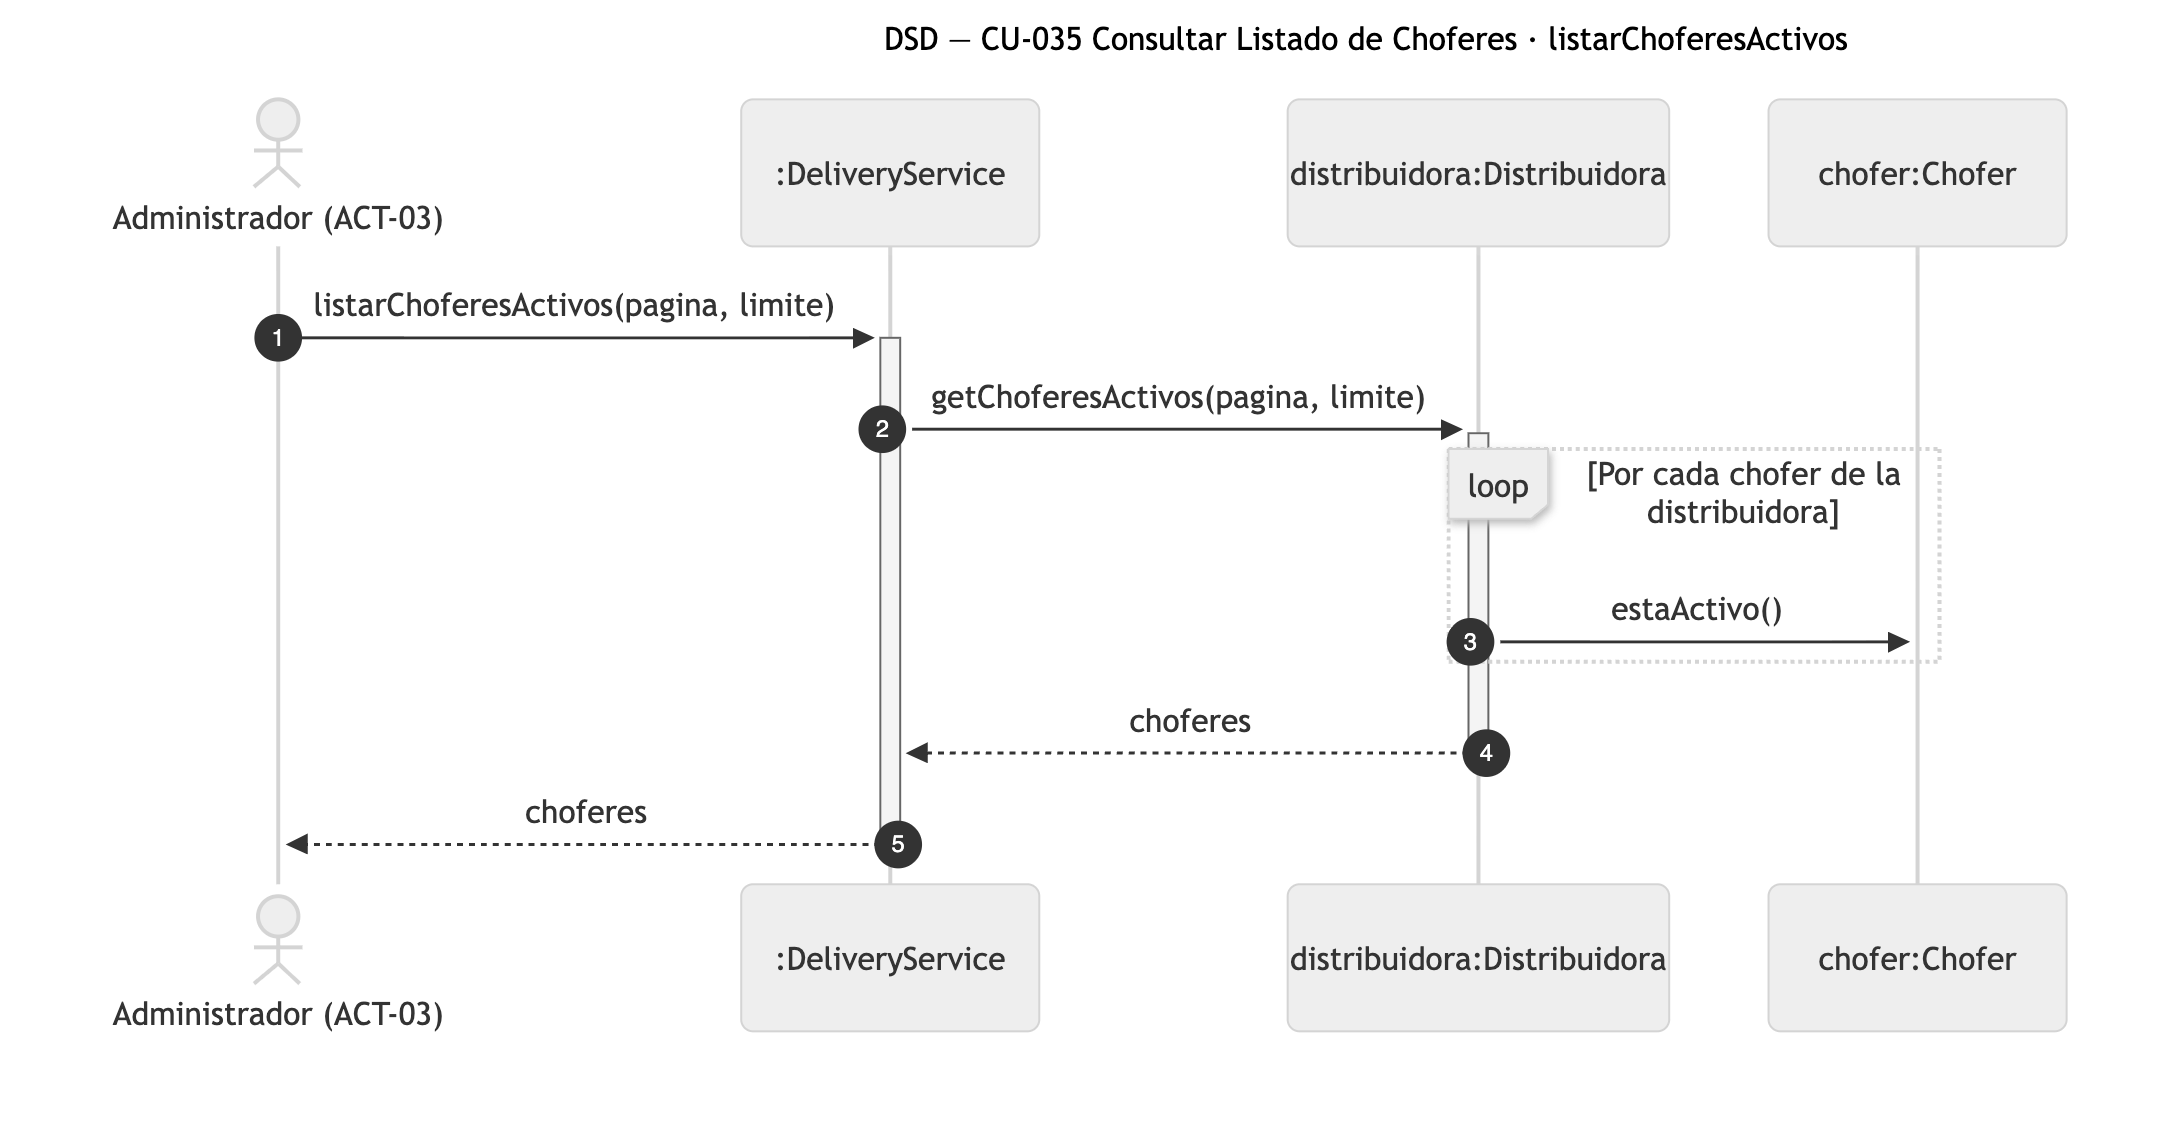 DSD — CU-035 Consultar Listado de Choferes · listarChoferesActivos
Administrador (ACT-03)
:DeliveryService
distribuidora:Distribuidora
chofer:Chofer
listarChoferesActivos(pagina, limite)
1
getChoferesActivos(pagina, limite)
2
loop
[Por cada chofer de la
distribuidora]
estaActivo()
3
choferes
4
choferes
5
Administrador (ACT-03)
:DeliveryService
distribuidora:Distribuidora
chofer:Chofer